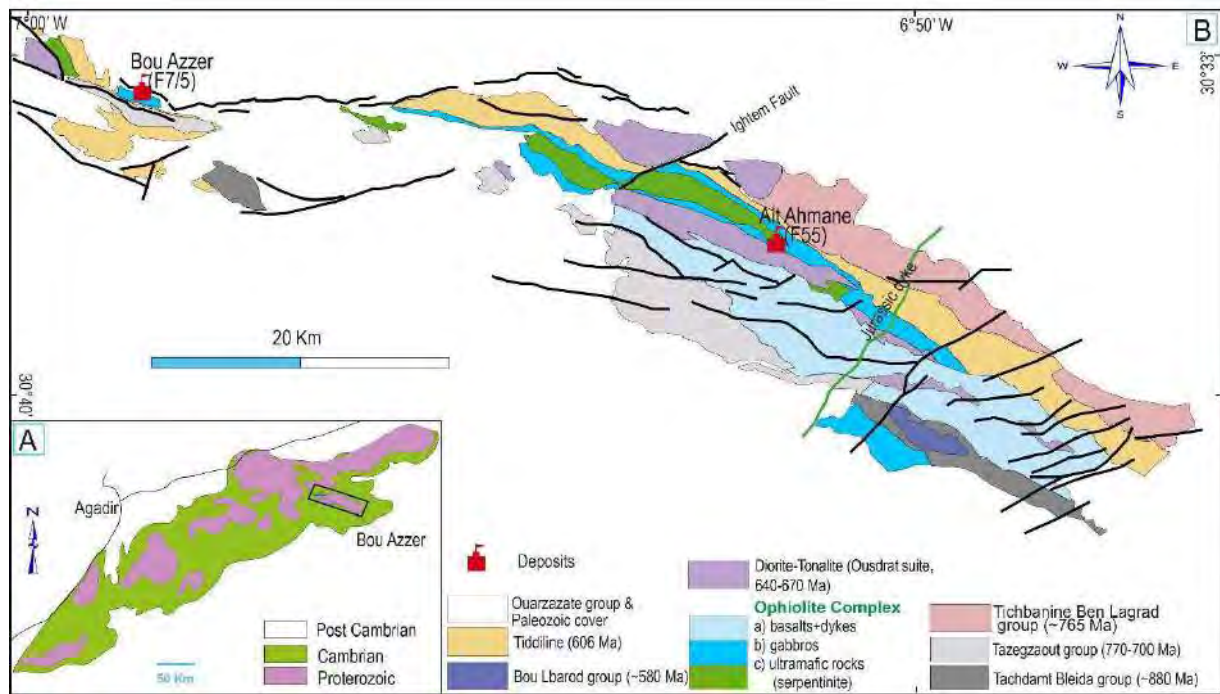 7°00' W
6°50' W
B
N
W E
S
30°33'
Bou Azzer
(F7/5)
Ightem Fault
Ait Ahmane
(F55)
Jurassic dyke
20 Km
30°40'
A
Agadir
N
Bou Azzer
Post Cambrian
Cambrian
Proterozoic
50 Km
Deposits
Ouarzazate group &
Paleozoic cover
Tiddiline (606 Ma)
Bou Lbarod group (~580 Ma)
Diorite-Tonalite (Ousdrat suite,
640-670 Ma)
Ophiolite Complex
a) basalts+dykes
b) gabbros
c) ultramafic rocks
(serpentinite)
Tichbanine Ben Lagrad
group (~765 Ma)
Tazegzaout group (770-700 Ma)
Tachdamt Bleida group (~880 Ma)